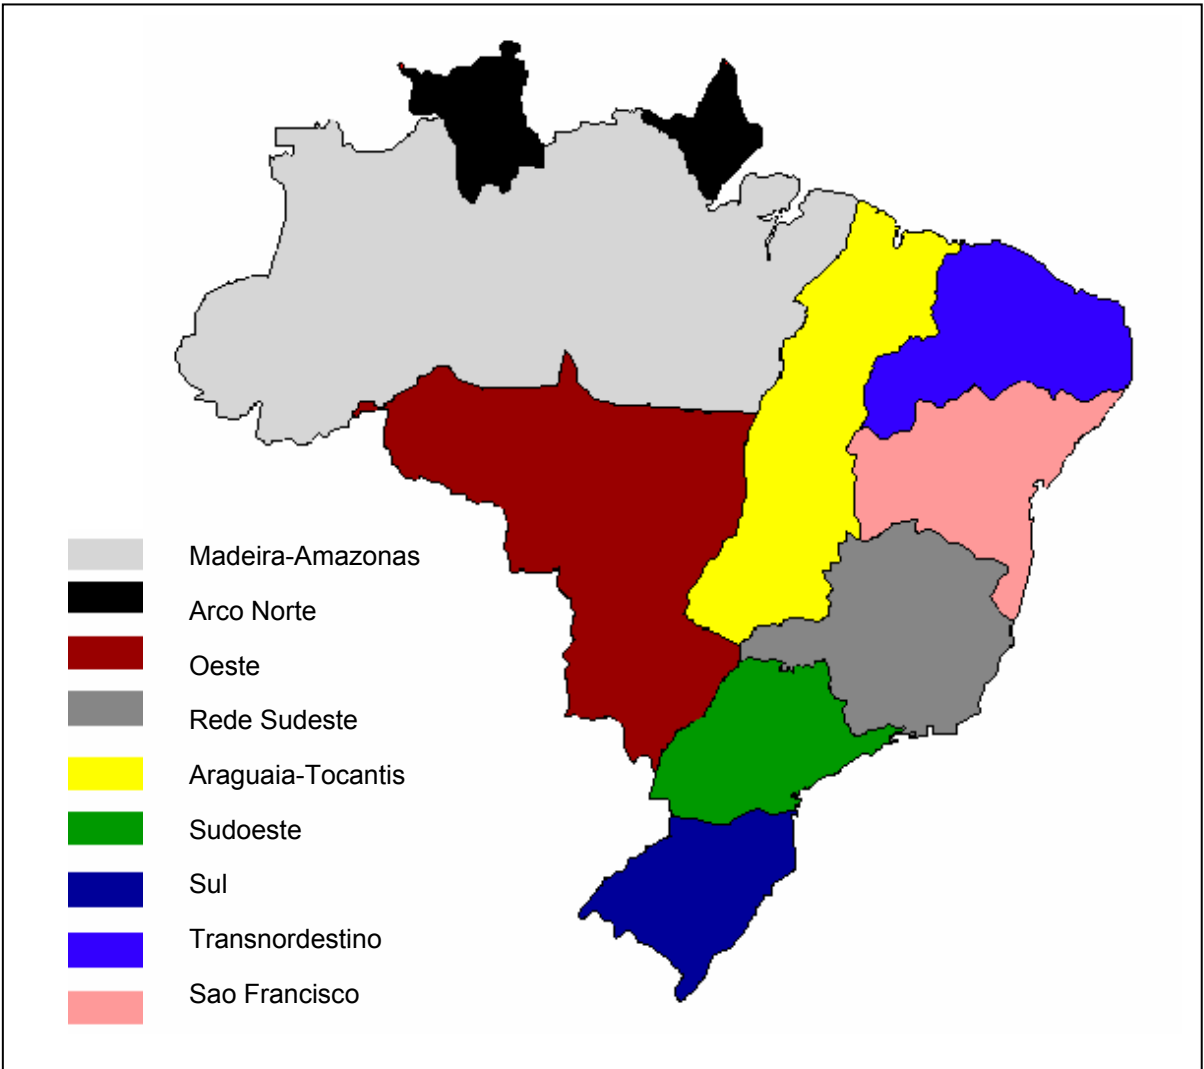 Madeira-Amazonas
Arco Norte
Oeste
Rede Sudeste
Araguaia-Tocantis
Sudoeste
Sul
Transnordestino
Sao Francisco